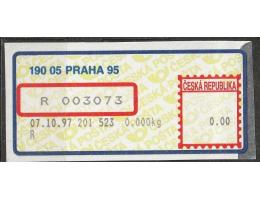 190 05 PRAHA 95
R 003073
ČESKÁ REPUBLIKA
07.10.97 201 523 0.000kg
0.00
R